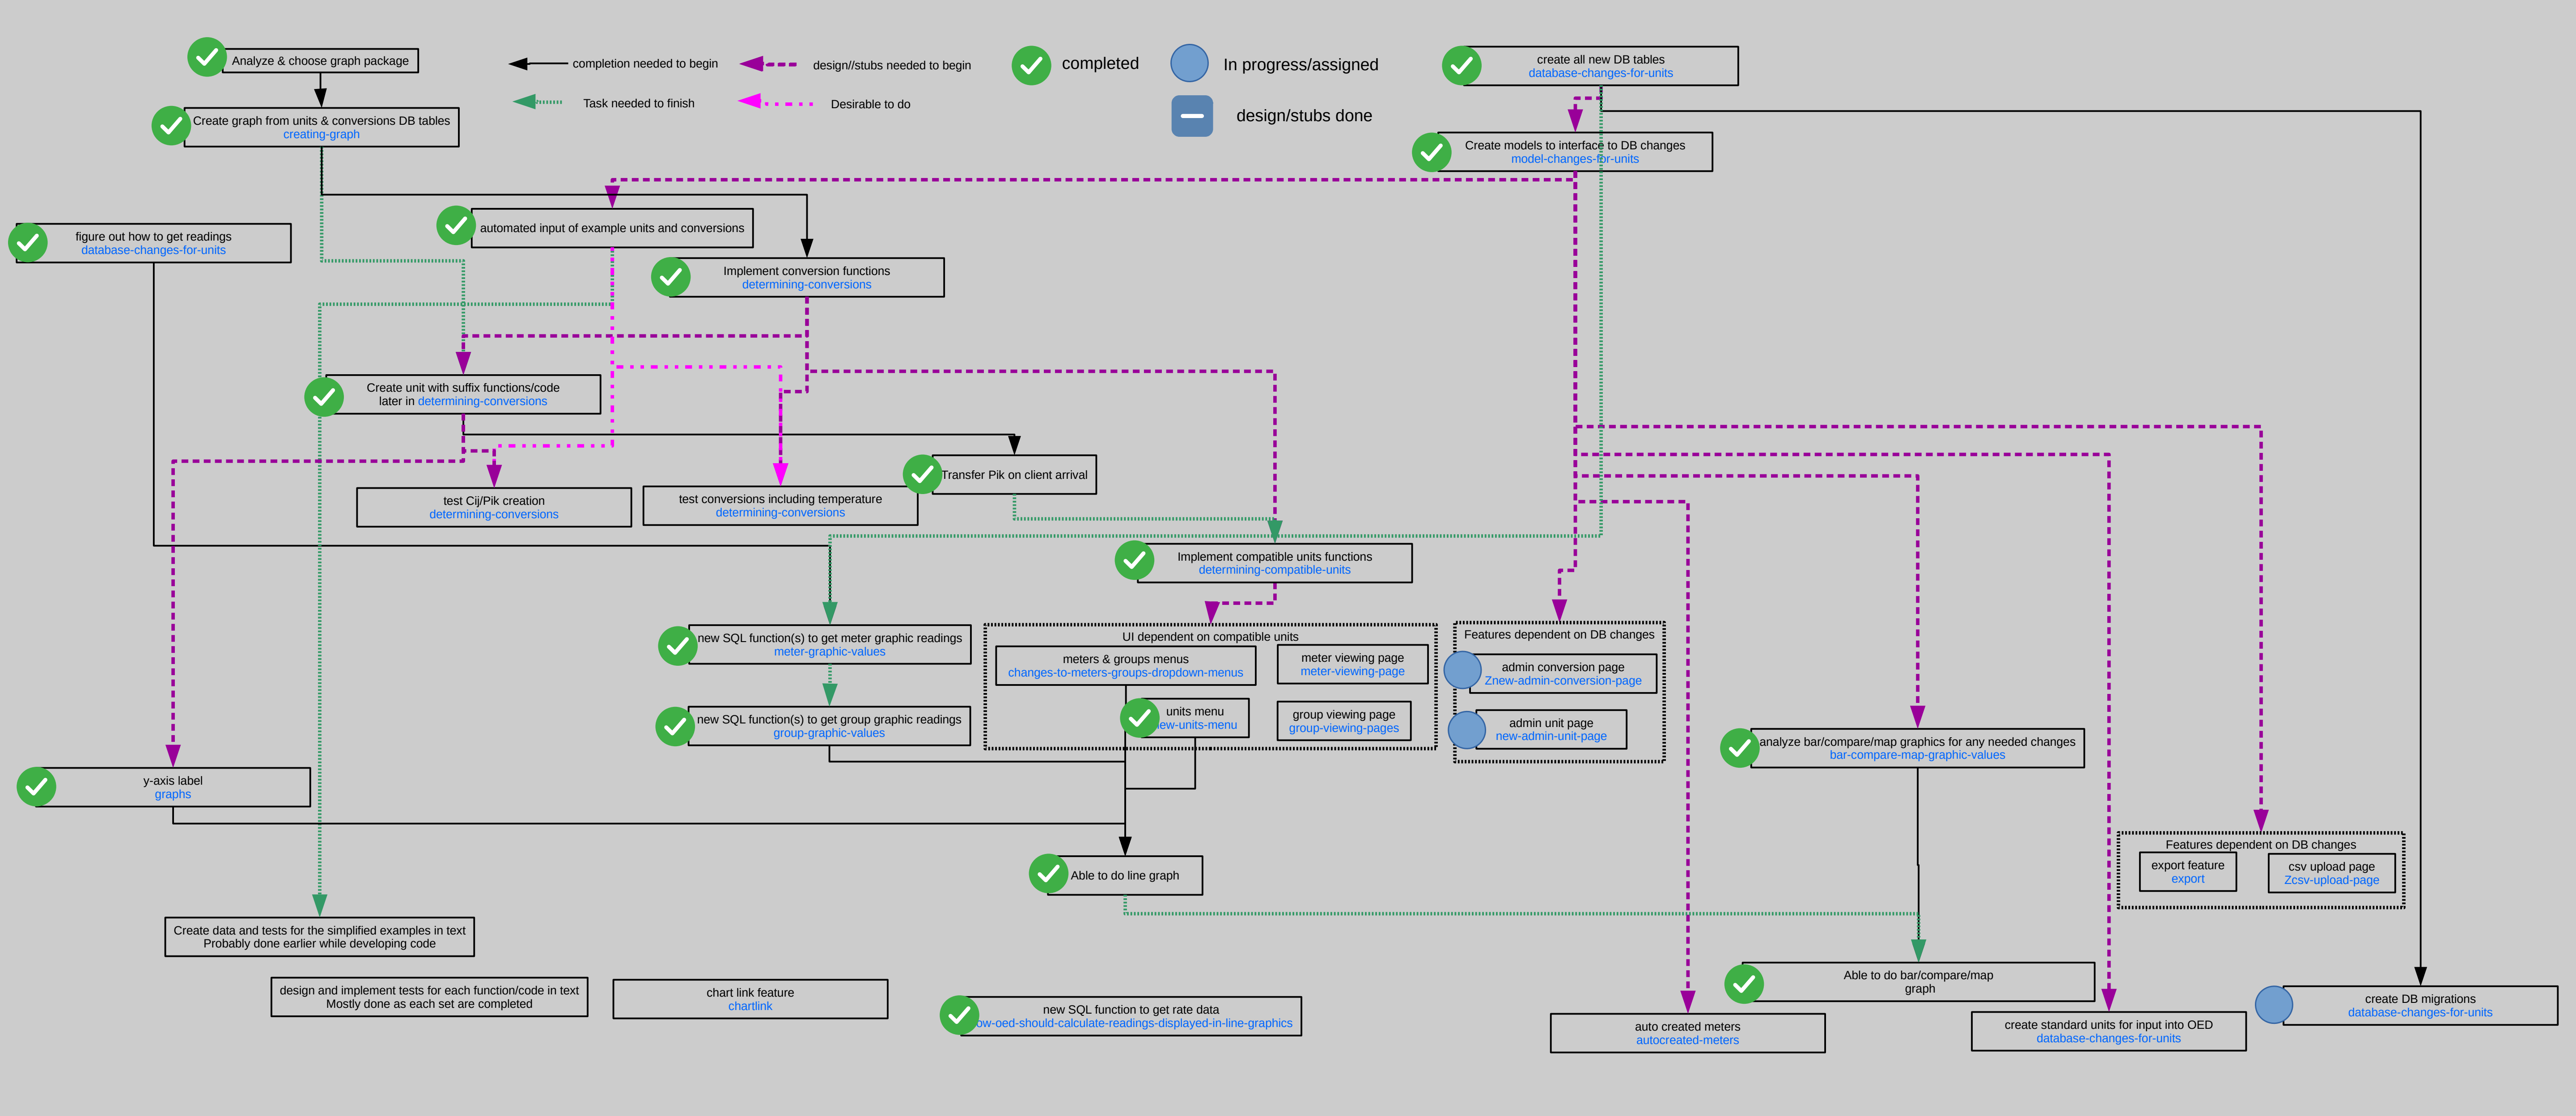 Analyze & choose graph package
completion needed to begin
design//stubs needed to begin
completed
In progress/assigned
Task needed to finish
Desirable to do
design/stubs done
create all new DB tables
database-changes-for-units
Create graph from units & conversions DB tables
creating-graph
Create models to interface to DB changes
model-changes-for-units
figure out how to get readings
database-changes-for-units
automated input of example units and conversions
Implement conversion functions
determining-conversions
Create unit with suffix functions/code
later in determining-conversions
test Cij/Pik creation
determining-conversions
test conversions including temperature
determining-conversions
Transfer Pik on client arrival
Implement compatible units functions
determining-compatible-units
new SQL function(s) to get meter graphic readings
meter-graphic-values
new SQL function(s) to get group graphic readings
group-graphic-values
UI dependent on compatible units
meters & groups menus
changes-to-meters-groups-dropdown-menus
meter viewing page
meter-viewing-page
units menu
new-units-menu
group viewing page
group-viewing-pages
Features dependent on DB changes
admin conversion page
Znew-admin-conversion-page
admin unit page
new-admin-unit-page
analyze bar/compare/map graphics for any needed changes
bar-compare-map-graphic-values
y-axis label
graphs
Features dependent on DB changes
export feature
export
csv upload page
Zcsv-upload-page
Able to do line graph
Create data and tests for the simplified examples in text
Probably done earlier while developing code
design and implement tests for each function/code in text
Mostly done as each set are completed
chart link feature
chartlink
new SQL function to get rate data
ow-oed-should-calculate-readings-displayed-in-line-graphics
Able to do bar/compare/map
graph
auto created meters
autocreated-meters
create standard units for input into OED
database-changes-for-units
create DB migrations
database-changes-for-units